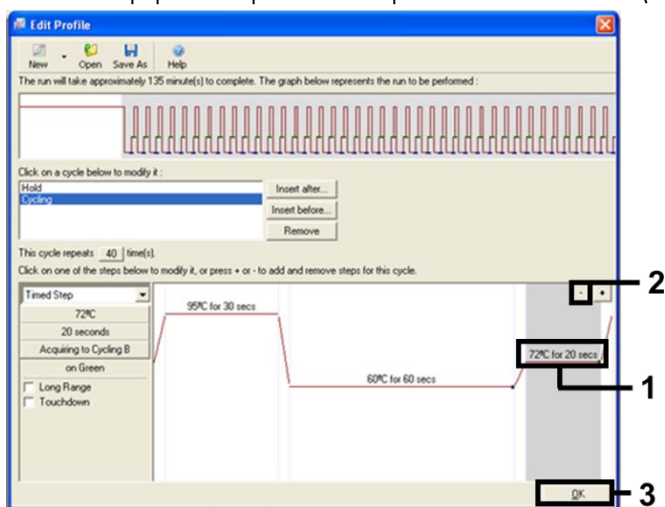 Edit Profile
New Open Save As Help
The run will take approximately 135 minute(s) to complete. The graph below represents the run to be performed :
Click on a cycle below to modify it :
Hold
Cycling
Insert after...
Insert before...
Remove
This cycle repeats 40 time(s).
Click on one of the steps below to modify it, or press + or - to add and remove steps for this cycle.
Timed Step
- +
2
72ºC
20 seconds
Acquiring to Cycling B
on Green
Long Range
Touchdown
95ºC for 30 secs
60ºC for 60 secs
72ºC for 20 secs
1
OK
3